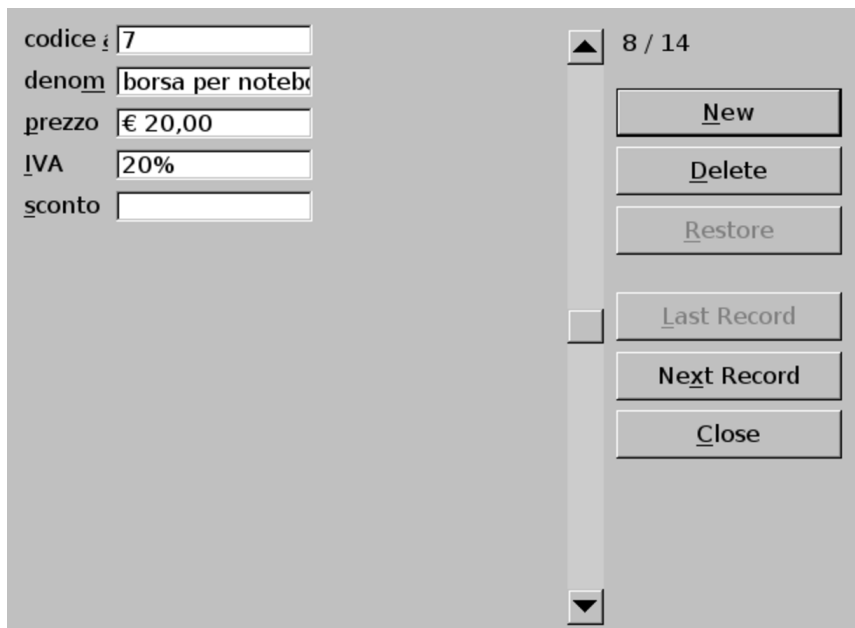 codice
7
denom
borsa per notebo
prezzo
€ 20,00
IVA
20%
sconto
8 / 14
New
Delete
Restore
Last Record
Next Record
Close